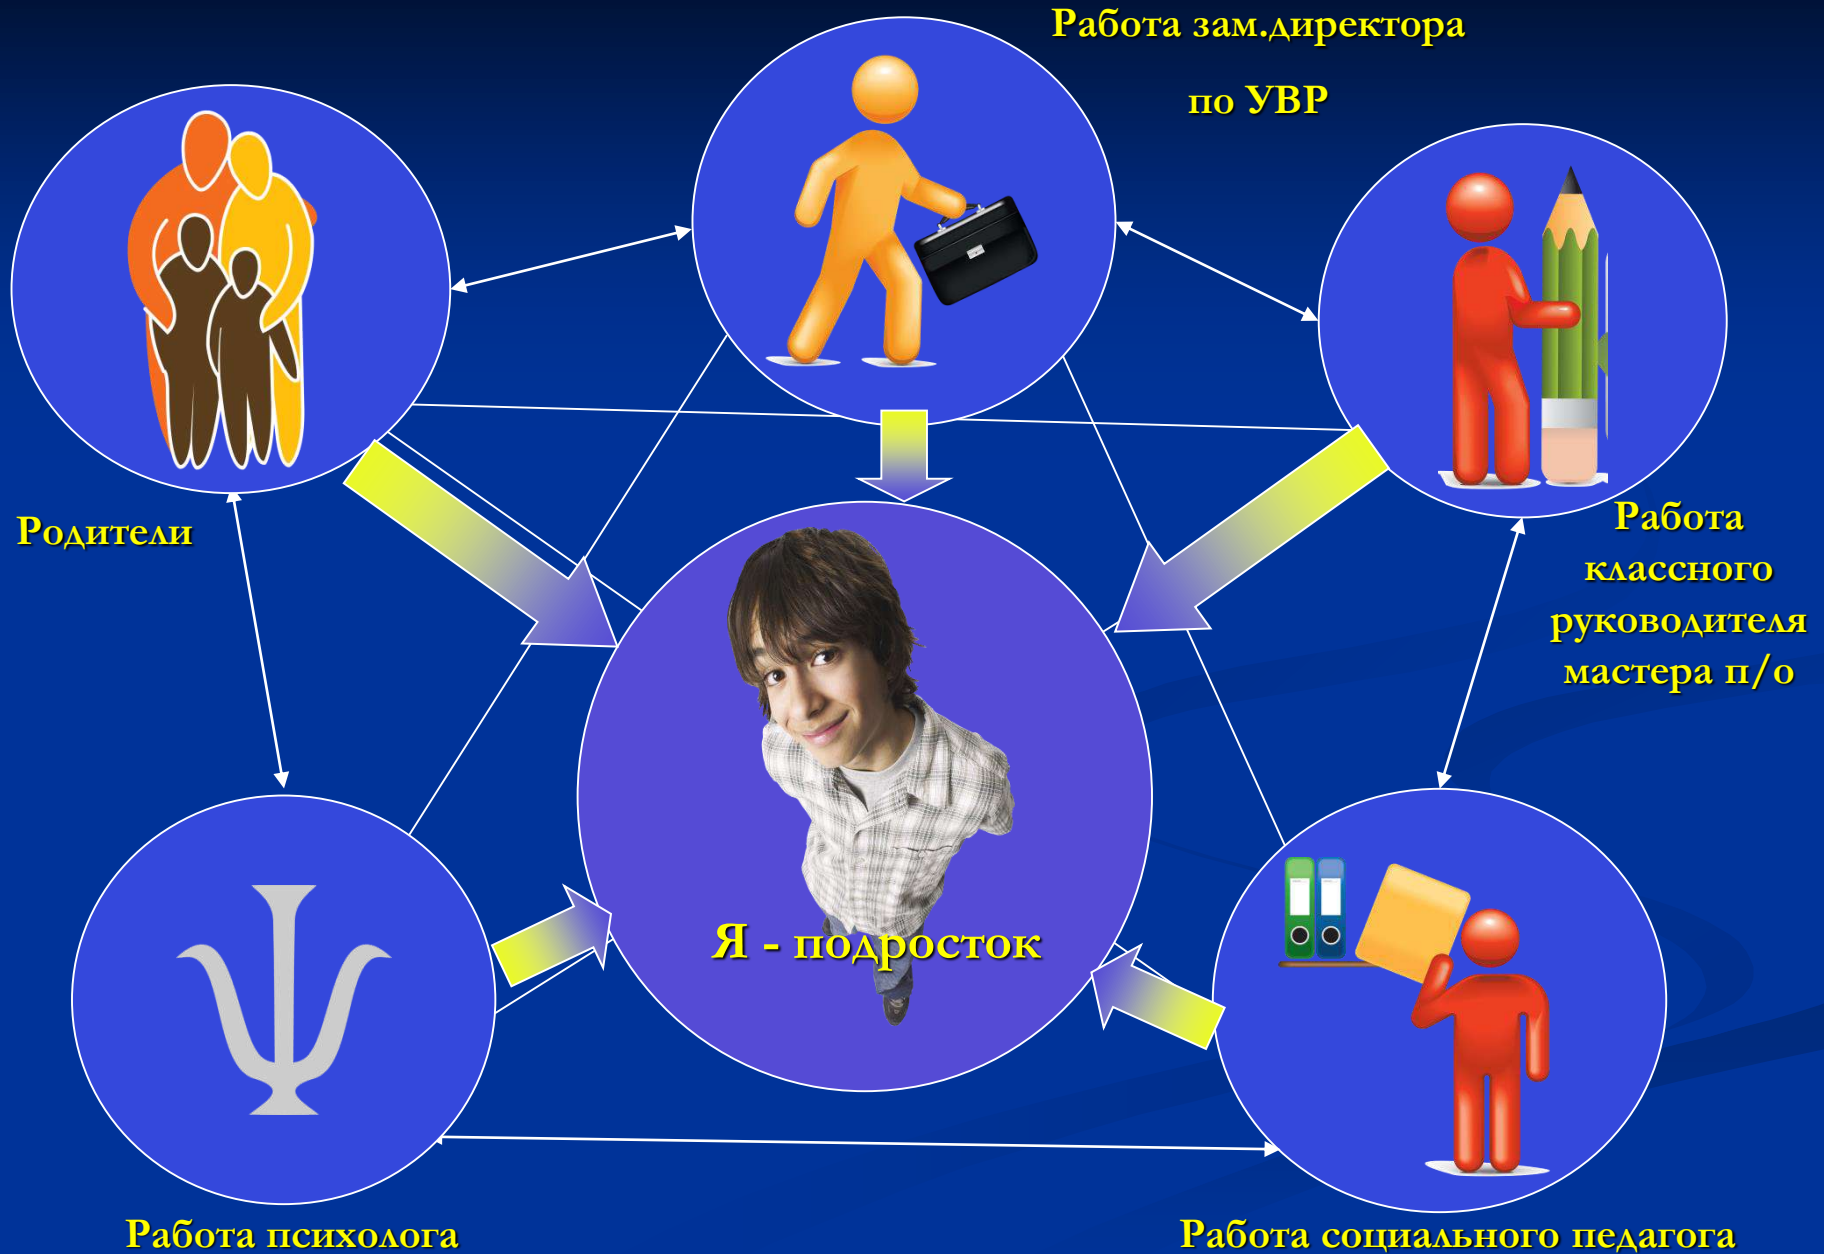 Работа зам.директора
по УВР
Родители
Работа
классного
руководителя
мастера п/о
Я - подросток
Работа психолога
Работа социального педагога